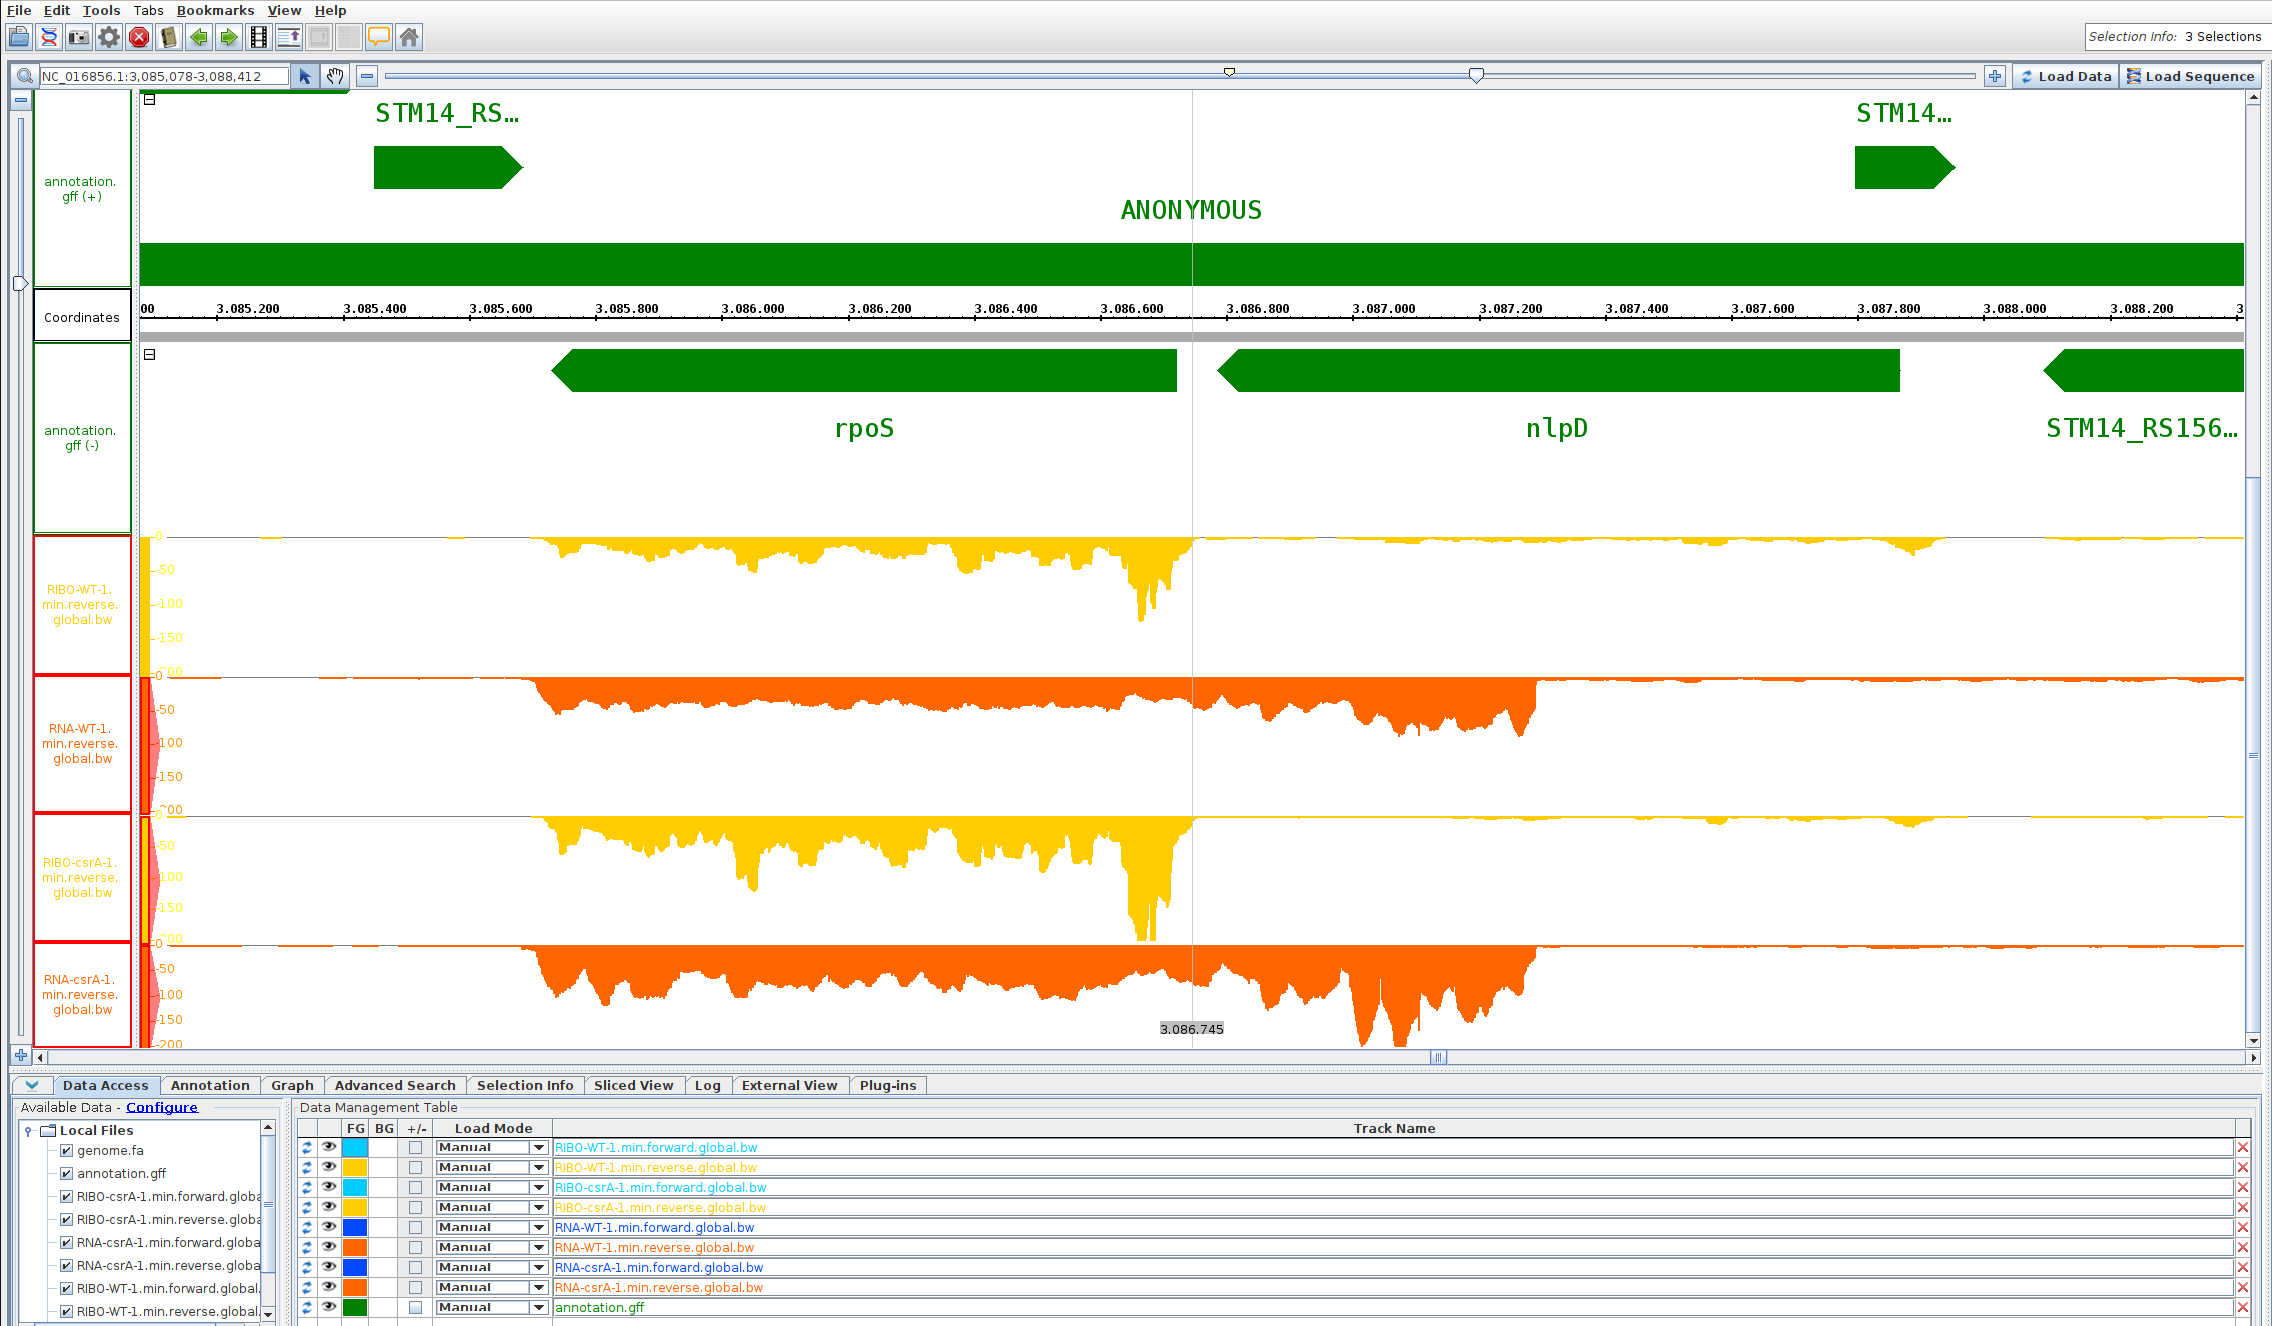 File Edit Tools Tabs Bookmarks View Help
Selection Info: 3 Selections
NC_016856.1:3,085,078-3,088,412
Load Data
Load Sequence
STM14_RS…
STM14…
annotation.
gff (+)
ANONYMOUS
Coordinates
00 3.085.200 3.085.400 3.085.600 3.085.800 3.086.000 3.086.200 3.086.400 3.086.600 3.086.800 3.087.000 3.087.200 3.087.400 3.087.600 3.087.800 3.088.000 3.088.200 3
annotation.
gff (-)
rpoS
nlpD
STM14_RS156…
RIBO-WT-1.
min.reverse.
global.bw
0
-50
-100
-150
-200
RNA-WT-1.
min.reverse.
global.bw
0
-50
-100
-150
-200
RIBO-csrA-1.
min.reverse.
global.bw
0
-50
-100
-150
-200
RNA-csrA-1.
min.reverse.
global.bw
0
-50
-100
-150
-200
3.086.745
Data Access Annotation Graph Advanced Search Selection Info Sliced View Log External View Plug-ins
Available Data - Configure
Local Files
genome.fa
annotation.gff
RIBO-csrA-1.min.forward.globa
RIBO-csrA-1.min.reverse.globa
RNA-csrA-1.min.forward.globa
RNA-csrA-1.min.reverse.globa
RIBO-WT-1.min.forward.global.
RIBO-WT-1.min.reverse.global.
Data Management Table
FG BG +/- Load Mode Track Name
Manual RIBO-WT-1.min.forward.global.bw
Manual RIBO-WT-1.min.reverse.global.bw
Manual RIBO-csrA-1.min.forward.global.bw
Manual RIBO-csrA-1.min.reverse.global.bw
Manual RNA-WT-1.min.forward.global.bw
Manual RNA-WT-1.min.reverse.global.bw
Manual RNA-csrA-1.min.forward.global.bw
Manual RNA-csrA-1.min.reverse.global.bw
Manual annotation.gff